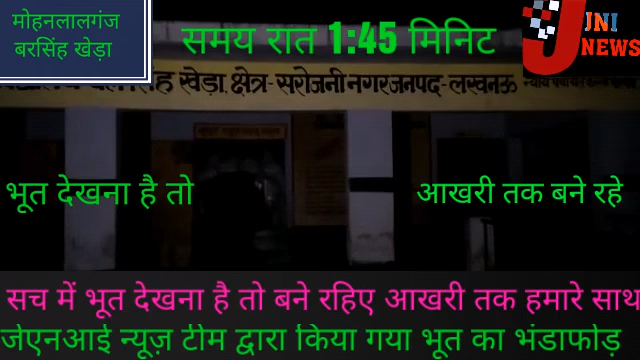 मोहनलालगंज
बरसिंह खेड़ा
समय रात 1:45 मिनिट
JNI
NEWS
सिंह खेड़ा, क्षेत्र- सरोजनी नगर जनपद- लखनऊ
भूत देखना है तो
आखरी तक बने रहे
सच में भूत देखना है तो बने रहिए आखरी तक हमारे साथ
जेएनआई न्यूज़ टीम द्वारा किया गया भूत का भंडाफोड़